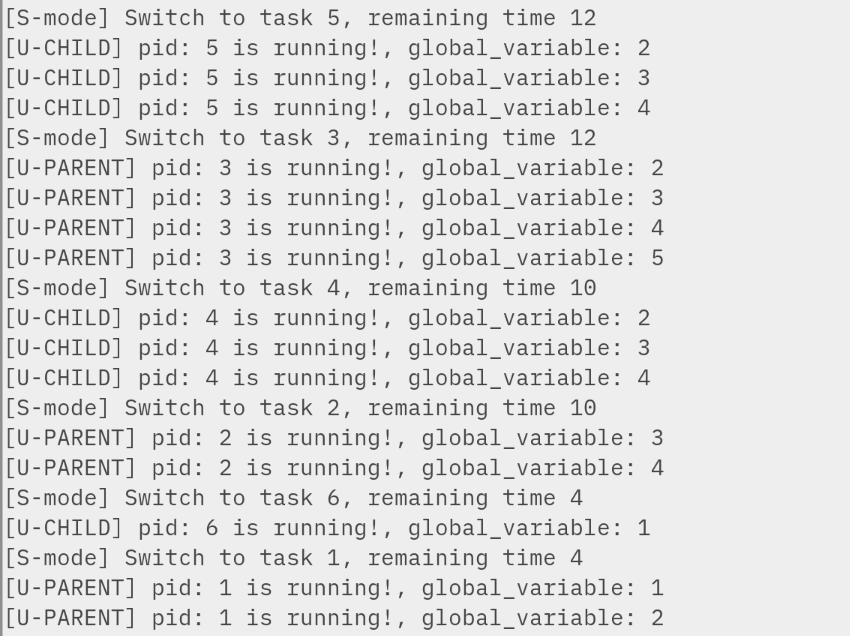 [S-mode] Switch to task 5, remaining time 12
[U-CHILD] pid: 5 is running!, global_variable: 2
[U-CHILD] pid: 5 is running!, global_variable: 3
[U-CHILD] pid: 5 is running!, global_variable: 4
[S-mode] Switch to task 3, remaining time 12
[U-PARENT] pid: 3 is running!, global_variable: 2
[U-PARENT] pid: 3 is running!, global_variable: 3
[U-PARENT] pid: 3 is running!, global_variable: 4
[U-PARENT] pid: 3 is running!, global_variable: 5
[S-mode] Switch to task 4, remaining time 10
[U-CHILD] pid: 4 is running!, global_variable: 2
[U-CHILD] pid: 4 is running!, global_variable: 3
[U-CHILD] pid: 4 is running!, global_variable: 4
[S-mode] Switch to task 2, remaining time 10
[U-PARENT] pid: 2 is running!, global_variable: 3
[U-PARENT] pid: 2 is running!, global_variable: 4
[S-mode] Switch to task 6, remaining time 4
[U-CHILD] pid: 6 is running!, global_variable: 1
[S-mode] Switch to task 1, remaining time 4
[U-PARENT] pid: 1 is running!, global_variable: 1
[U-PARENT] pid: 1 is running!, global_variable: 2